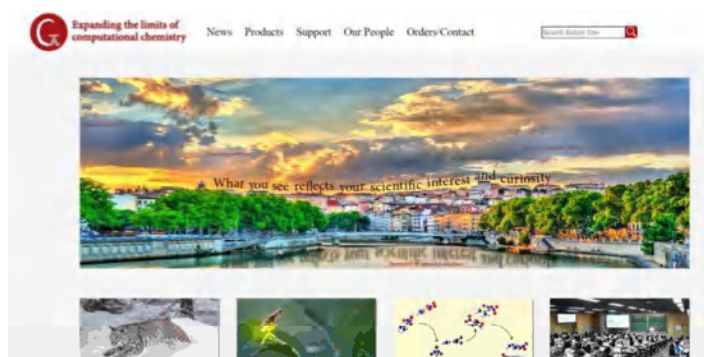 Expanding the limits of
computational chemistry
News Products Support Our People Orders/Contact
What you see reflects your scientific interest and curiosity